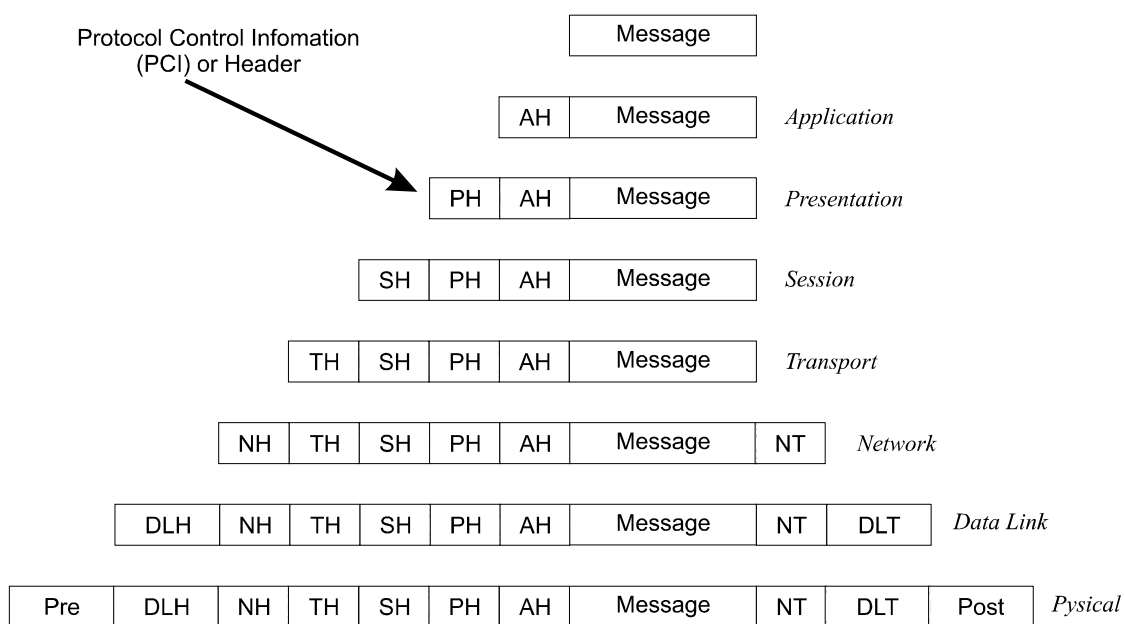 Protocol Control Infomation
(PCI) or Header
Message
AH Message Application
PH AH Message Presentation
SH PH AH Message Session
TH SH PH AH Message Transport
NH TH SH PH AH Message NT Network
DLH NH TH SH PH AH Message NT DLT Data Link
Pre DLH NH TH SH PH AH Message NT DLT Post Pysical